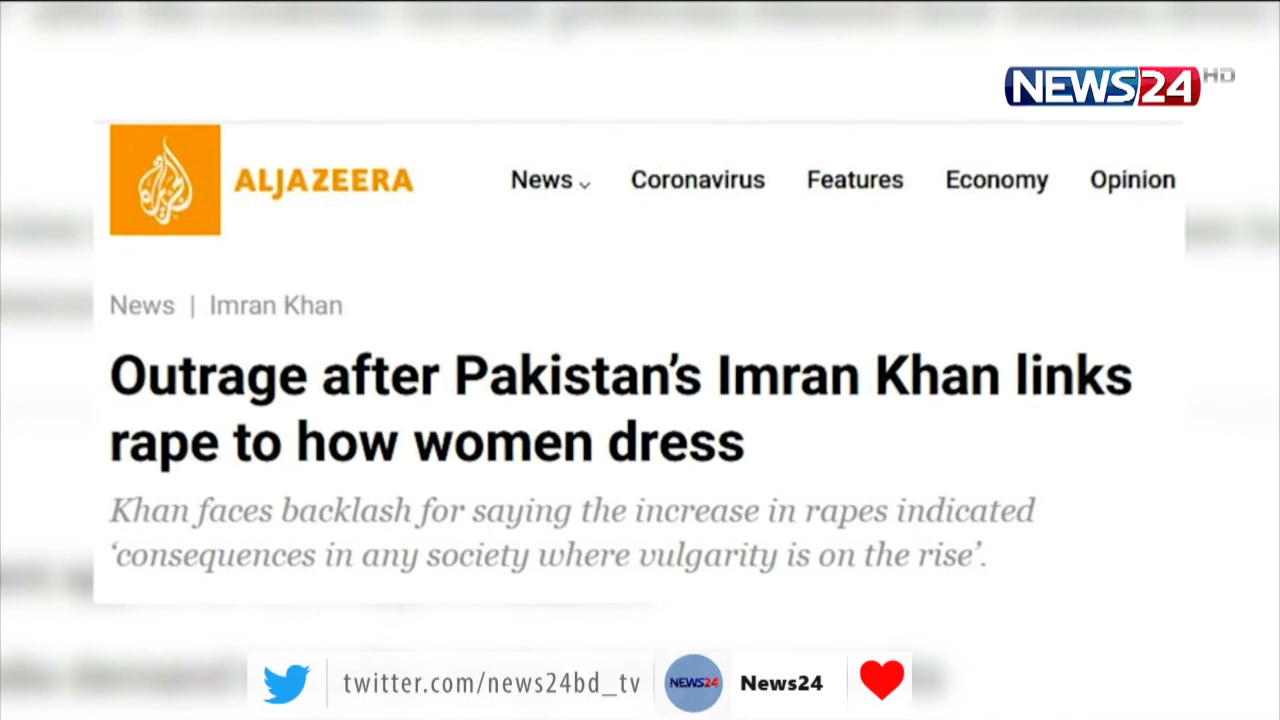 NEWS24 HD
ALJAZEERA
News Coronavirus Features Economy Opinion
News | Imran Khan
Outrage after Pakistan’s Imran Khan links
rape to how women dress
Khan faces backlash for saying the increase in rapes indicated
‘consequences in any society where vulgarity is on the rise’.
twitter.com/news24bd_tv NEWS24 News24